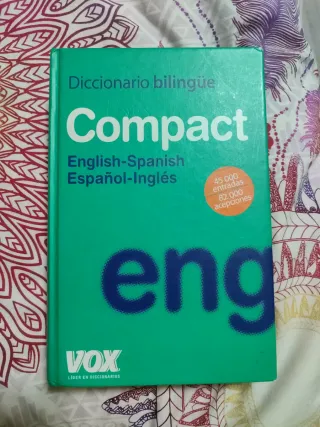 Diccionario bilingüe
Compact
English-Spanish
Español-Inglés
45 000
entradas
82 000
acepciones
eng
VOX
LÍDER EN DICCIONARIOS